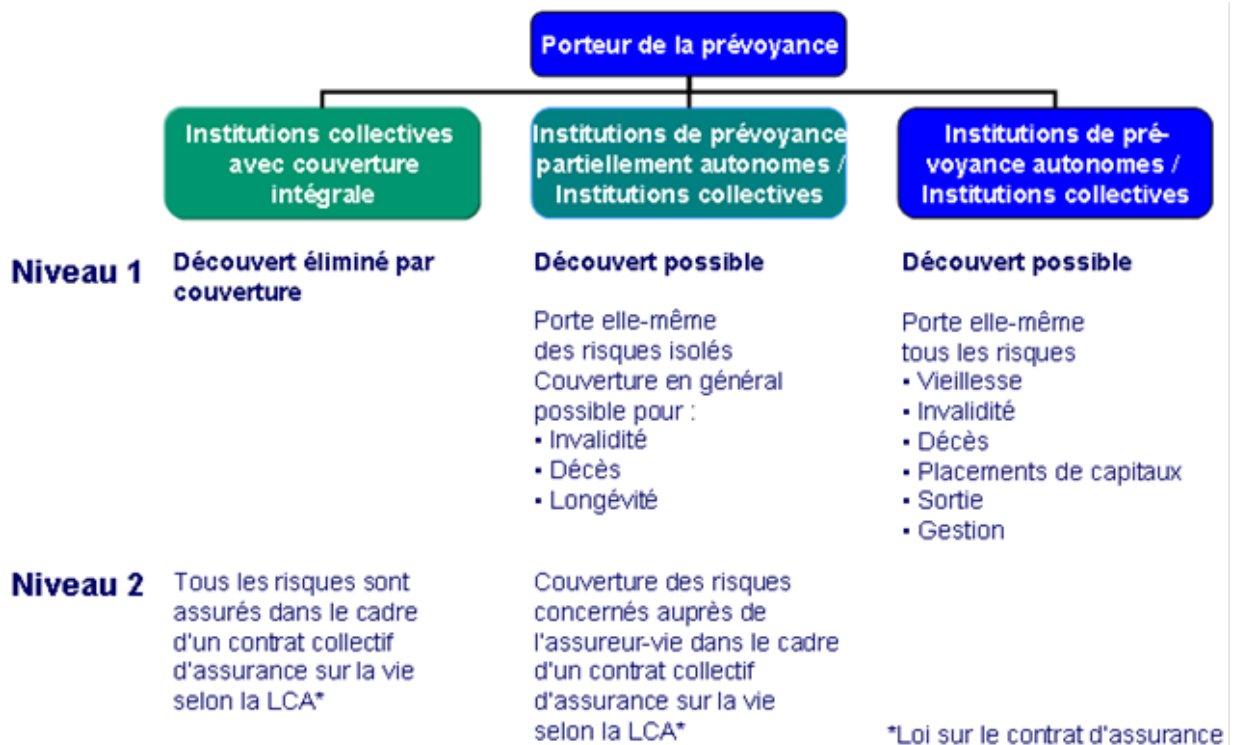 Porteur de la prévoyance
Institutions collectives
avec couverture
intégrale
Institutions de prévoyance
partiellement autonomes /
Institutions collectives
Institutions de pré-
voyance autonomes /
Institutions collectives
Niveau 1
Découvert éliminé par
couverture
Découvert possible
Porte elle-même
des risques isolés
Couverture en général
possible pour :
▪ Invalidité
▪ Décès
▪ Longévité
Découvert possible
Porte elle-même
tous les risques
▪ Vieillesse
▪ Invalidité
▪ Décès
▪ Placements de capitaux
▪ Sortie
▪ Gestion
Niveau 2
Tous les risques sont
assurés dans le cadre
d'un contrat collectif
d'assurance sur la vie
selon la LCA*
Couverture des risques
concernés auprès de
l'assureur-vie dans le cadre
d'un contrat collectif
d'assurance sur la vie
selon la LCA*
*Loi sur le contrat d'assurance